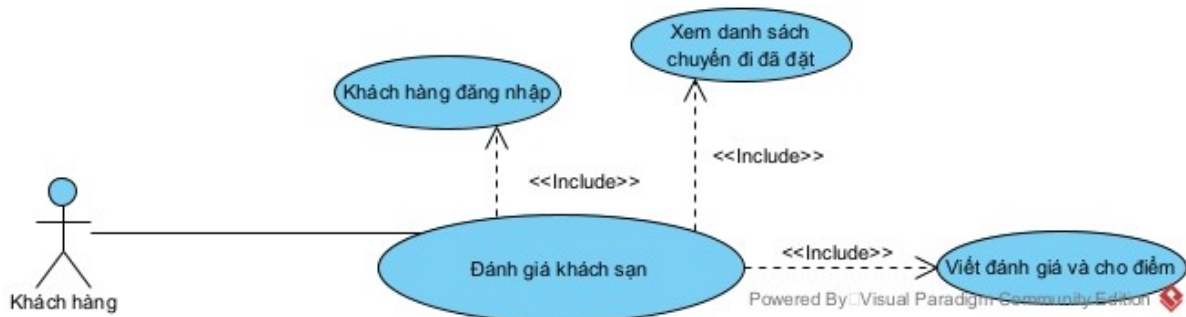 Xem danh sách
chuyến đi đã đặt
Khách hàng đăng nhập
<<Include>>
<<Include>>
Khách hàng
Đánh giá khách sạn
<<Include>>
Viết đánh giá và cho điểm
Powered By Visual Paradigm Community Edition